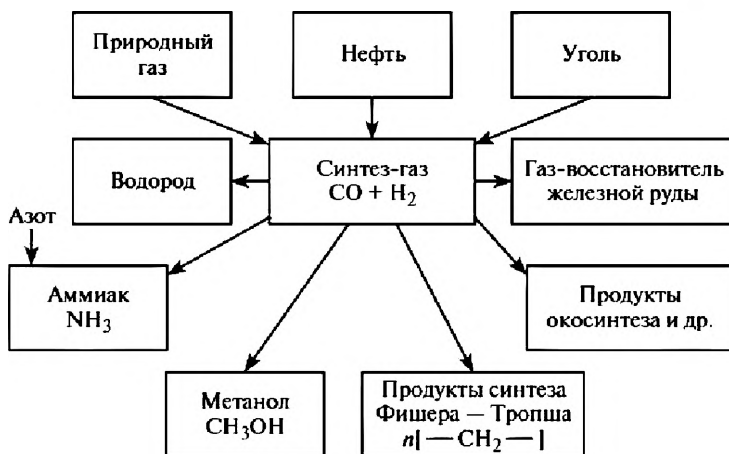 Природный
газ
Нефть
Уголь
Водород
Синтез-газ
CO + H₂
Газ-восстановитель
железной руды
Азот
Аммиак
NH₃
Продукты
окосинтеза и др.
Метанол
CH₃OH
Продукты синтеза
Фишера — Тропша
n[ —CH₂— ]